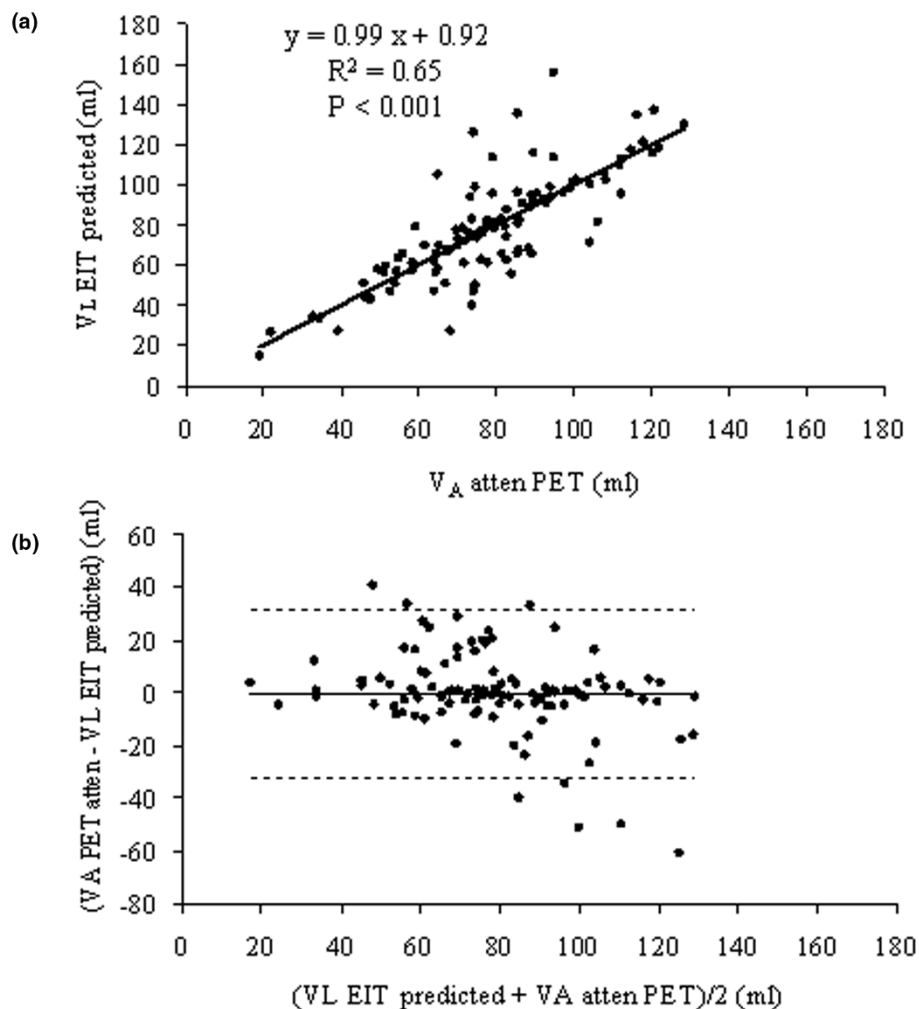 (a)
y = 0.99 x + 0.92
R² = 0.65
P < 0.001
VL EIT predicted (ml)
180
160
140
120
100
80
60
40
20
0
0 20 40 60 80 100 120 140 160 180
VA atten PET (ml)
(b)
(VA PET atten - VL EIT predicted) (ml)
60
40
20
0
-20
-40
-60
-80
0 20 40 60 80 100 120 140 160 180
(VL EIT predicted + VA atten PET)/2 (ml)